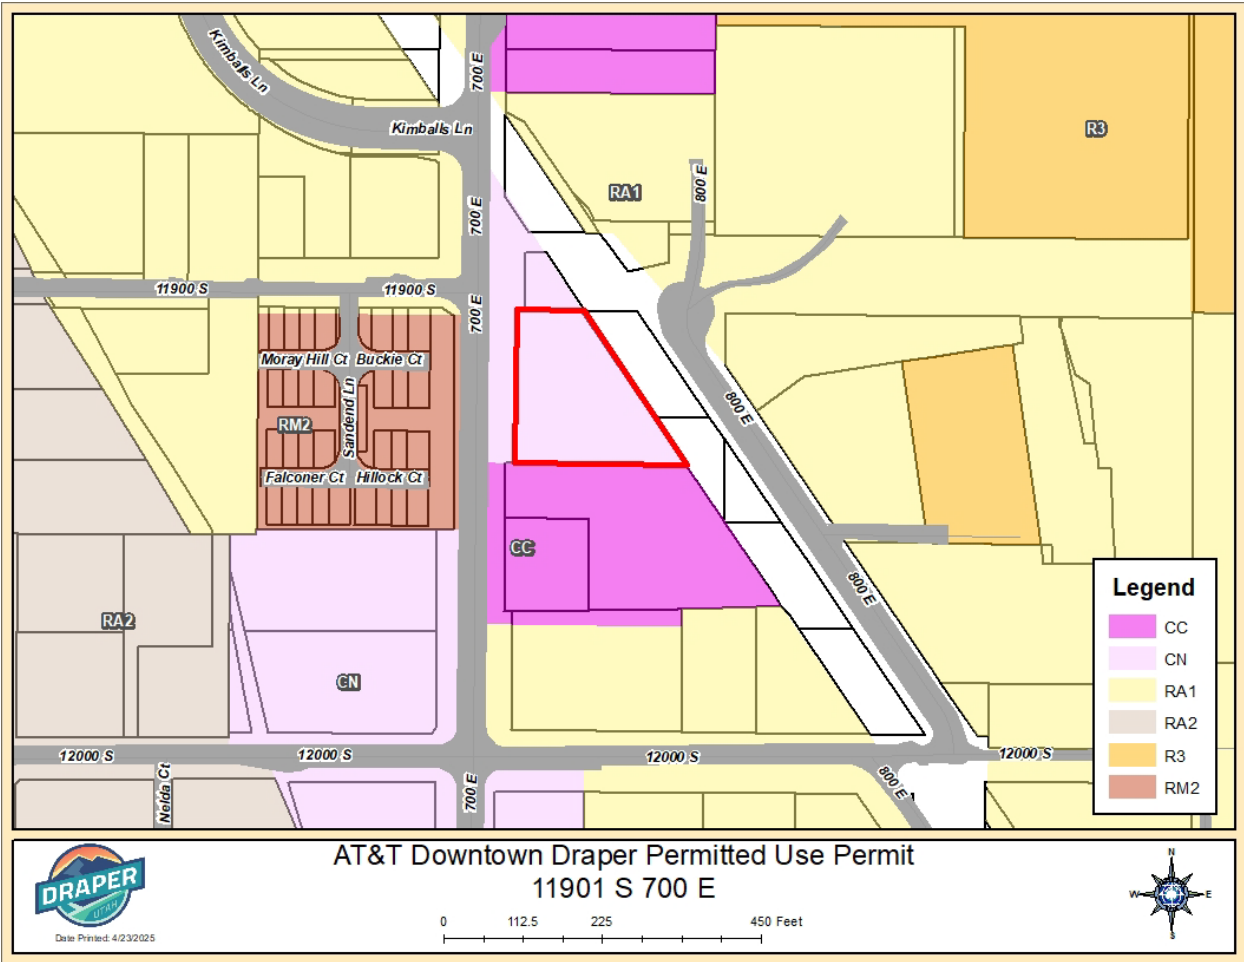 Kimballs Ln
700 E
Kimballs Ln
R3
RA1
800 E
700 E
11900 S
11900 S
700 E
Moray Hill Ct
Buckie Ct
Sandend Ln
RM2
800 E
Falconer Ct
Hillock Ct
CC
800 E
RA2
CN
12000 S
12000 S
12000 S
12000 S
Nelda Ct
700 E
800 E
Legend
CC
CN
RA1
RA2
R3
RM2
DRAPER
UTAH
Date Printed: 4/23/2025
AT&T Downtown Draper Permitted Use Permit
11901 S 700 E
0 112.5 225 450 Feet
N
W E
S